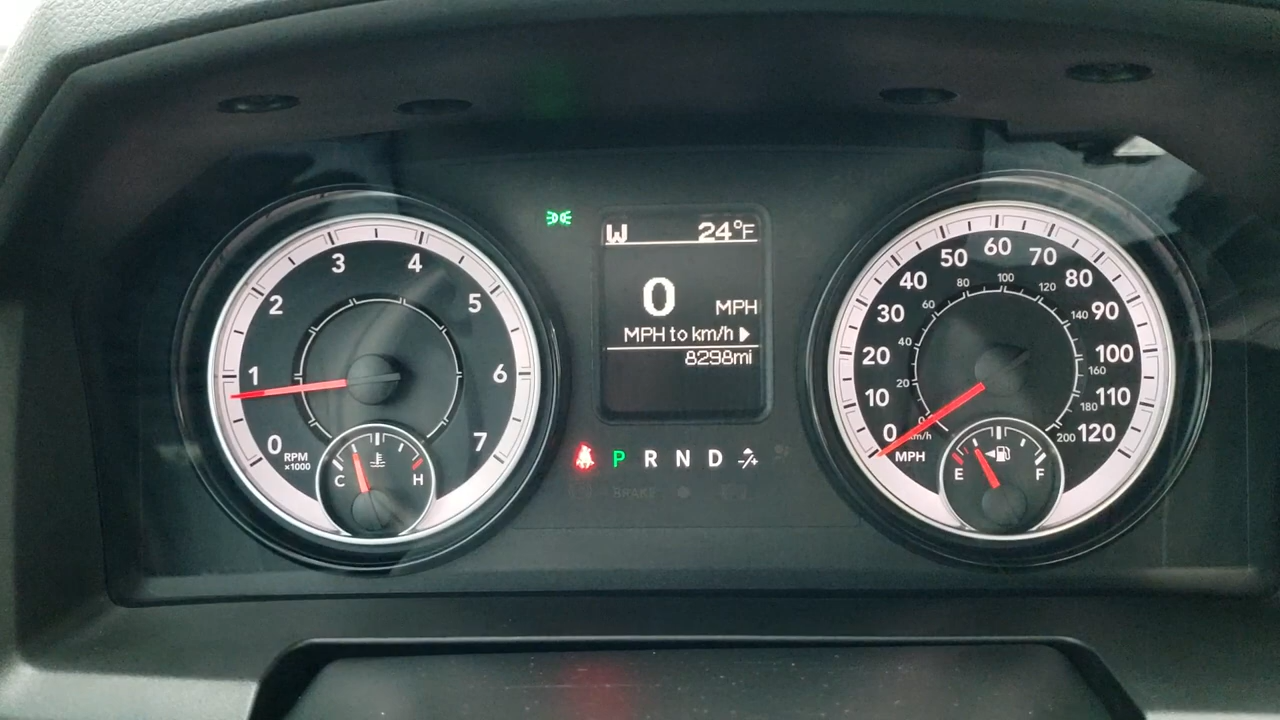 W 24°F
0 MPH
MPH to km/h
8298mi
0 1 2 3 4 5 6 7
RPM
×1000
C H
P R N D
BRAKE
0 10 20 30 40 50 60 70 80 90 100 110 120
0 20 40 60 80 100 120 140 160 180 200
km/h
MPH
E F